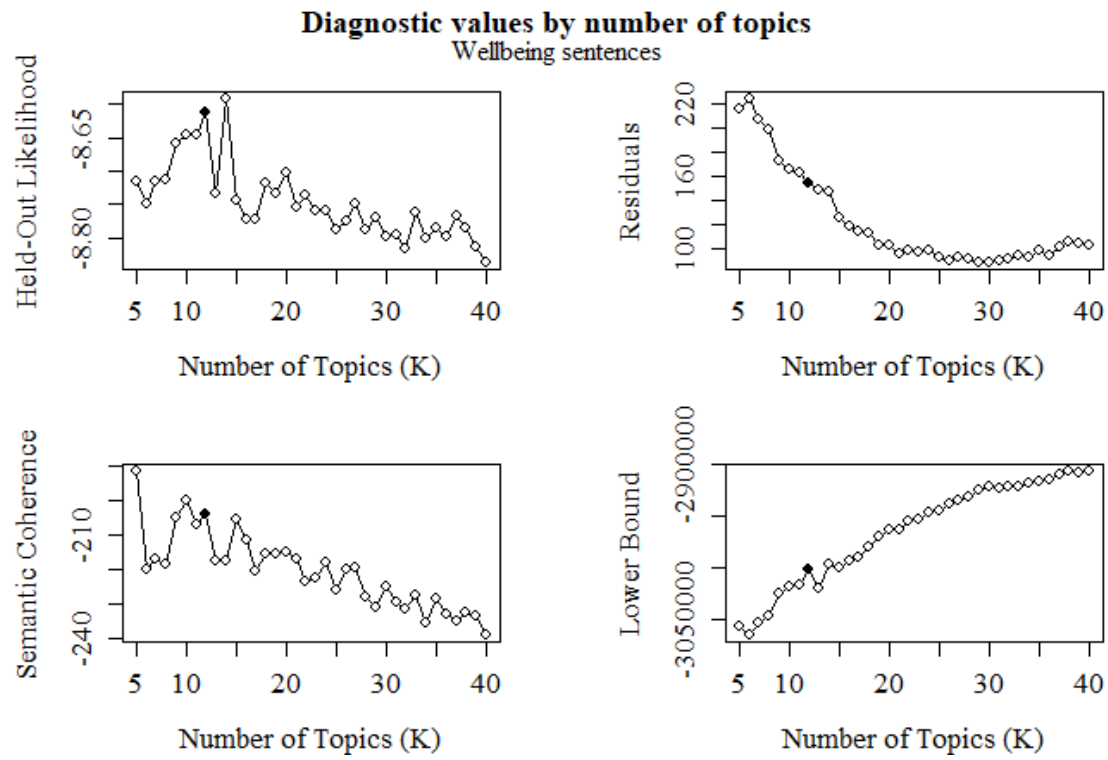 Diagnostic values by number of topics
Wellbeing sentences
Held-Out Likelihood
-8.65
-8.80
5 10 20 30 40
Number of Topics (K)
Residuals
220
160
100
5 10 20 30 40
Number of Topics (K)
Semantic Coherence
-210
-240
5 10 20 30 40
Number of Topics (K)
Lower Bound
-2900000
-3050000
5 10 20 30 40
Number of Topics (K)